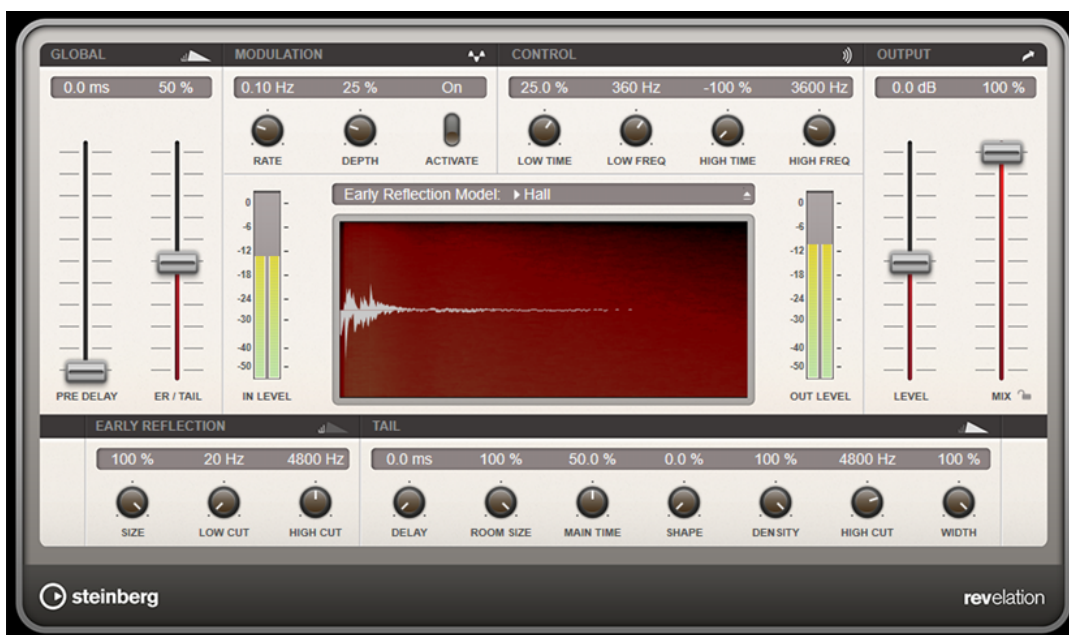 GLOBAL MODULATION CONTROL OUTPUT
0.0 ms 50 % 0.10 Hz 25 % On 25.0 % 360 Hz -100 % 3600 Hz 0.0 dB 100 %
RATE DEPTH ACTIVATE LOW TIME LOW FREQ HIGH TIME HIGH FREQ
Early Reflection Model: Hall
0 0
-6 -6
-12 -12
-18 -18
-24 -24
-30 -30
-40 -40
-50 -50
PRE DELAY ER / TAIL IN LEVEL OUT LEVEL LEVEL MIX
EARLY REFLECTION TAIL
100 % 20 Hz 4800 Hz 0.0 ms 100 % 50.0 % 0.0 % 100 % 4800 Hz 100 %
SIZE LOW CUT HIGH CUT DELAY ROOM SIZE MAIN TIME SHAPE DENSITY HIGH CUT WIDTH
steinberg revelation